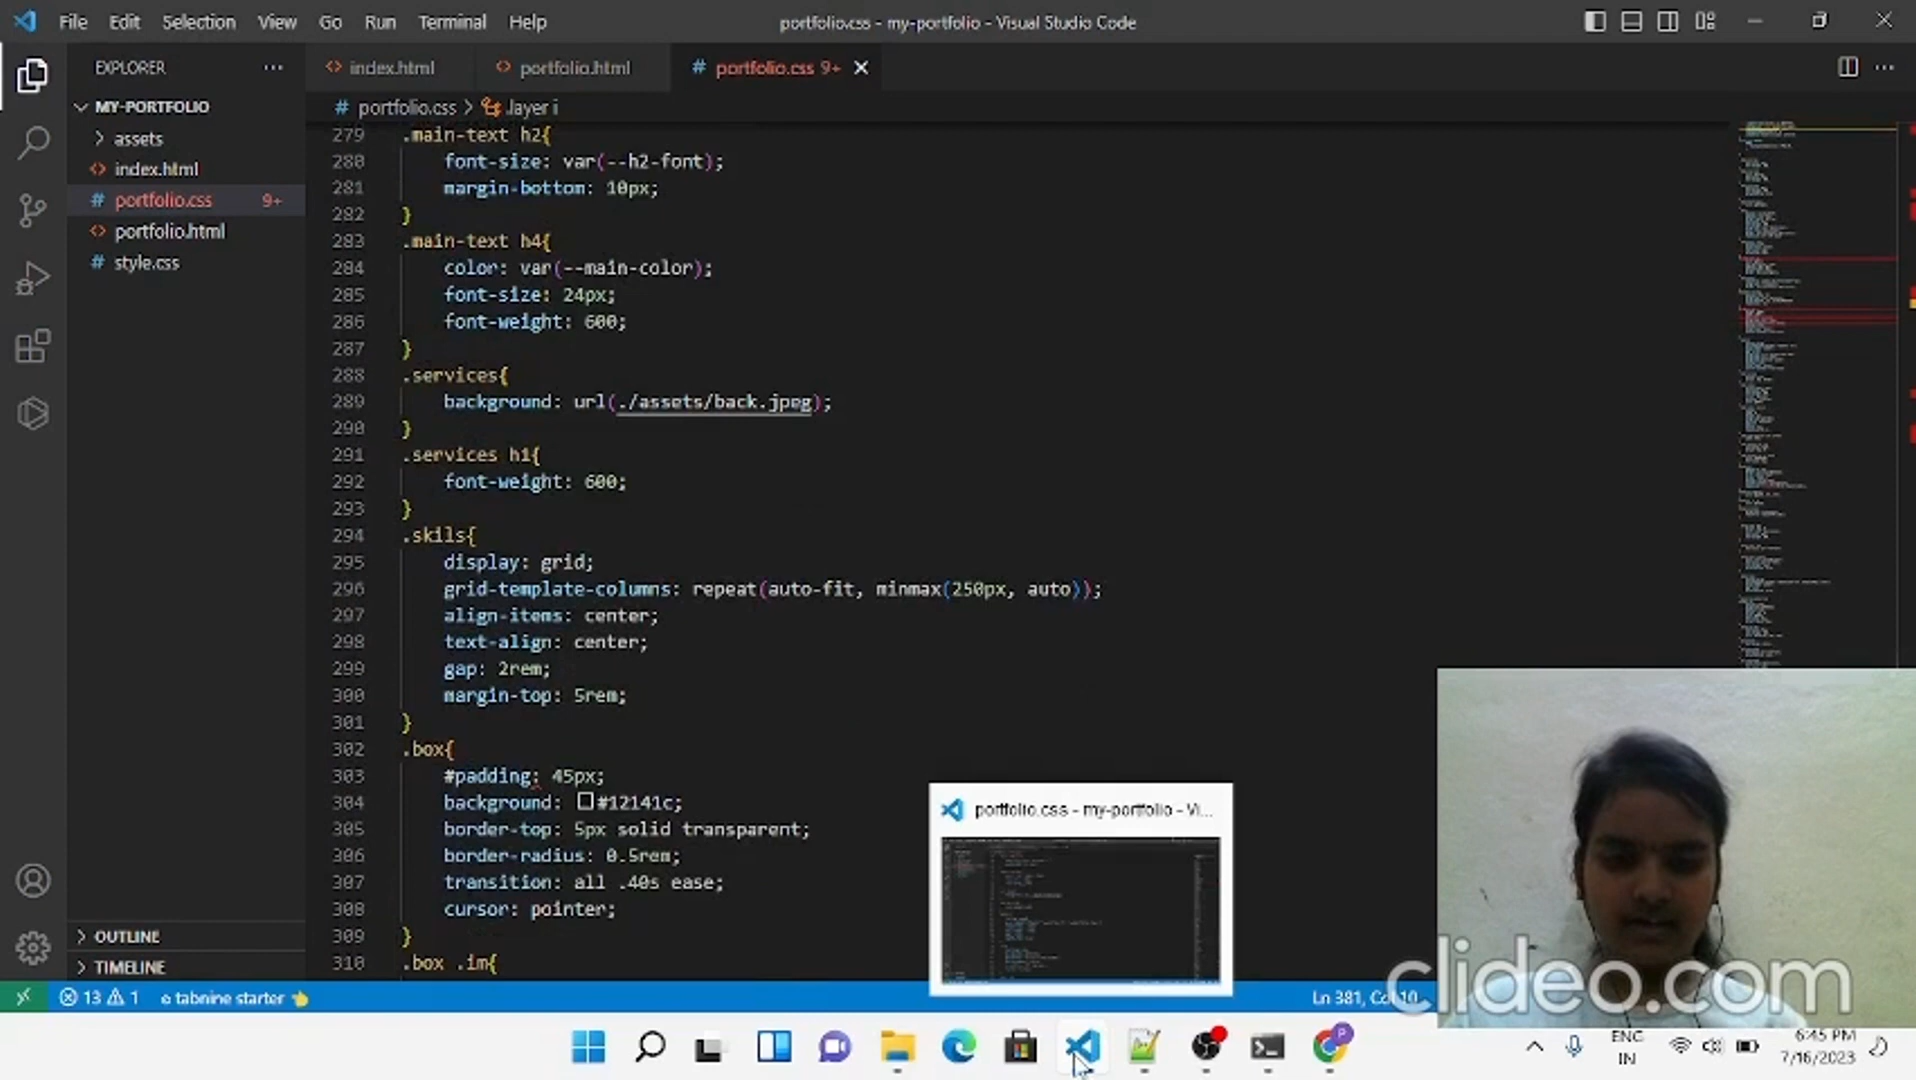 File Edit Selection View Go Run Terminal Help
portfolio.css - my-portfolio - Visual Studio Code
EXPLORER ...
index.html
portfolio.html
# portfolio.css 9+
MY-PORTFOLIO
# portfolio.css > .layer i
assets
index.html
# portfolio.css 9+
portfolio.html
# style.css
279 .main-text h2{
280 font-size: var(--h2-font);
281 margin-bottom: 10px;
282 }
283 .main-text h4{
284 color: var(--main-color);
285 font-size: 24px;
286 font-weight: 600;
287 }
288 .services{
289 background: url(./assets/back.jpeg);
290 }
291 .services h1{
292 font-weight: 600;
293 }
294 .skils{
295 display: grid;
296 grid-template-columns: repeat(auto-fit, minmax(250px, auto));
297 align-items: center;
298 text-align: center;
299 gap: 2rem;
300 margin-top: 5rem;
301 }
302 .box{
303 #padding: 45px;
304 background: #12141c;
305 border-top: 5px solid transparent;
306 border-radius: 0.5rem;
307 transition: all .40s ease;
308 cursor: pointer;
309 }
310 .box .im{
OUTLINE
TIMELINE
portfolio.css - my-portfolio - Vi...
13 1 tabnine starter
Ln 381, Col 10
clideo.com
ENG
IN
6:45 PM
7/16/2023